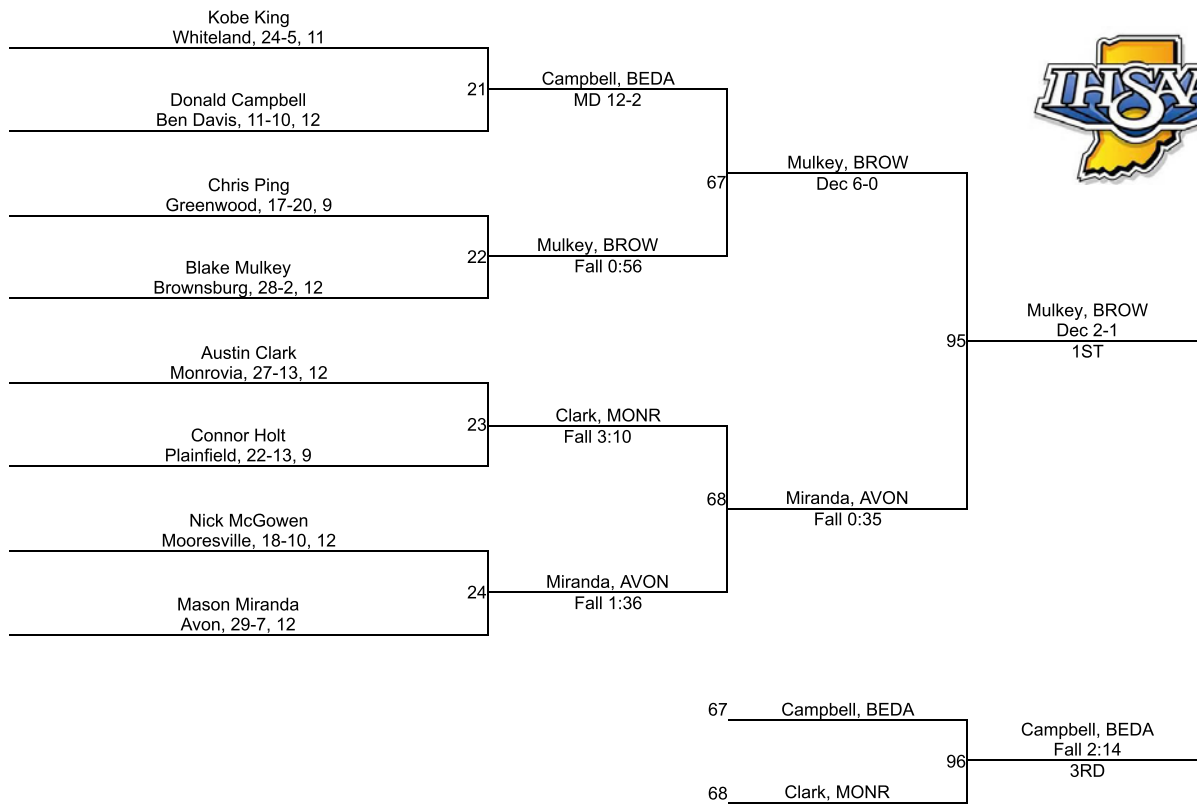 Kobe King
Whiteland, 24-5, 11
21
Campbell, BEDA
MD 12-2
Donald Campbell
Ben Davis, 11-10, 12
67
Mulkey, BROW
Dec 6-0
Chris Ping
Greenwood, 17-20, 9
22
Mulkey, BROW
Fall 0:56
Blake Mulkey
Brownsburg, 28-2, 12
95
Mulkey, BROW
Dec 2-1
1ST
Austin Clark
Monrovia, 27-13, 12
23
Clark, MONR
Fall 3:10
Connor Holt
Plainfield, 22-13, 9
68
Miranda, AVON
Fall 0:35
Nick McGowen
Mooresville, 18-10, 12
24
Miranda, AVON
Fall 1:36
Mason Miranda
Avon, 29-7, 12
67
Campbell, BEDA
96
Campbell, BEDA
Fall 2:14
3RD
68
Clark, MONR
IHSAA